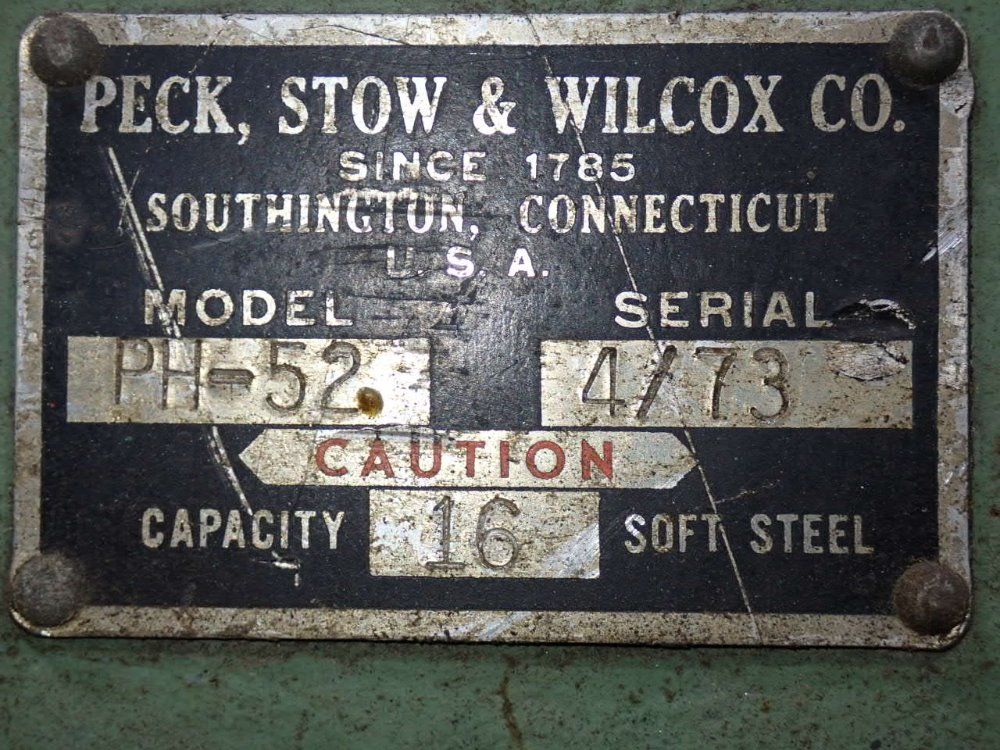 PECK, STOW & WILCOX CO.
SINCE 1785
SOUTHINGTON, CONNECTICUT
U. S. A.
MODEL SERIAL
PH-52 4/73
CAUTION
CAPACITY 16 SOFT STEEL